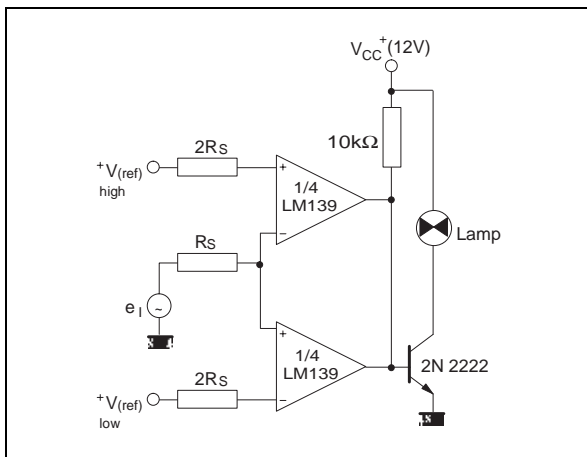 VCC+(12V)
2RS
+V(ref)
high
10kΩ
+
1/4
LM139
−
RS
Lamp
eI
~
+
1/4
LM139
−
2N 2222
2RS
+V(ref)
low